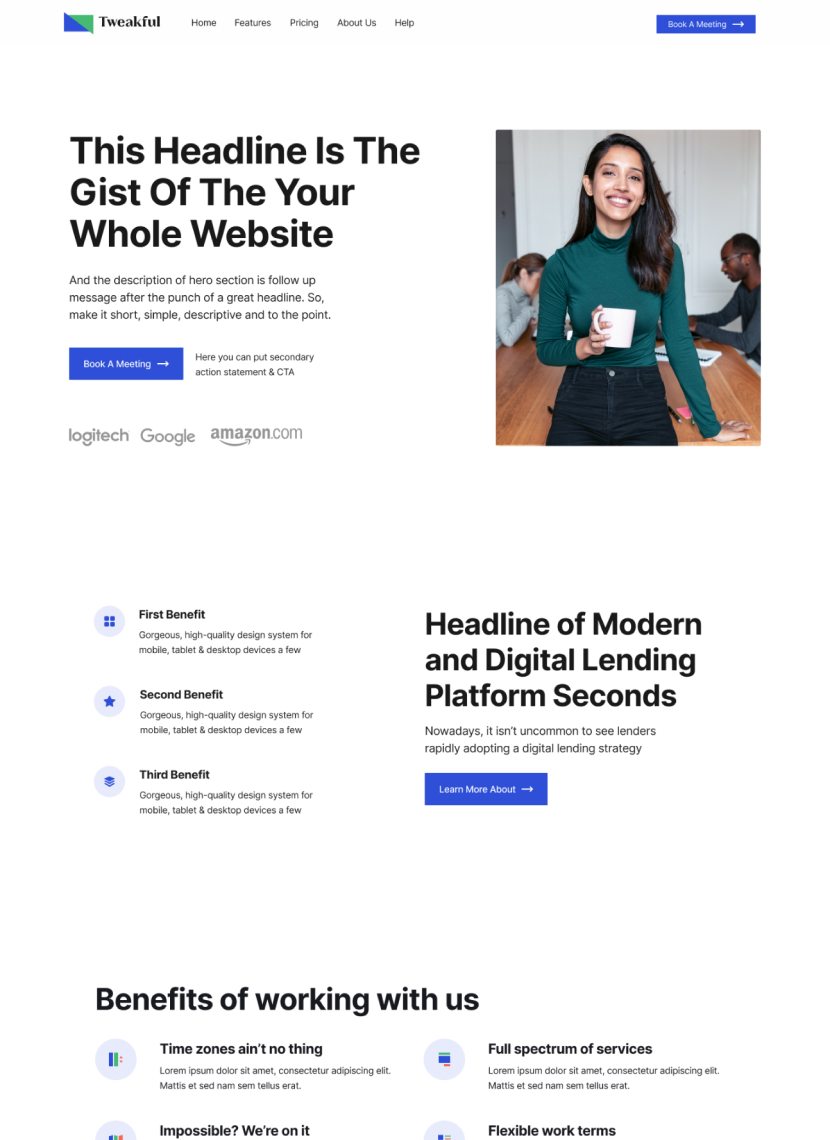 Tweakful
Home
Features
Pricing
About Us
Help
Book A Meeting
This Headline Is The
Gist Of The Your
Whole Website
And the description of hero section is follow up
message after the punch of a great headline. So,
make it short, simple, descriptive and to the point.
Book A Meeting
Here you can put secondary
action statement & CTA
logitech
Google
amazon.com
First Benefit
Gorgeous, high-quality design system for
mobile, tablet & desktop devices a few
Second Benefit
Gorgeous, high-quality design system for
mobile, tablet & desktop devices a few
Third Benefit
Gorgeous, high-quality design system for
mobile, tablet & desktop devices a few
Headline of Modern
and Digital Lending
Platform Seconds
Nowadays, it isn’t uncommon to see lenders
rapidly adopting a digital lending strategy
Learn More About
Benefits of working with us
Time zones ain’t no thing
Lorem ipsum dolor sit amet, consectetur adipiscing elit.
Mattis et sed nam sem tellus erat.
Full spectrum of services
Lorem ipsum dolor sit amet, consectetur adipiscing elit.
Mattis et sed nam sem tellus erat.
Impossible? We’re on it
Flexible work terms